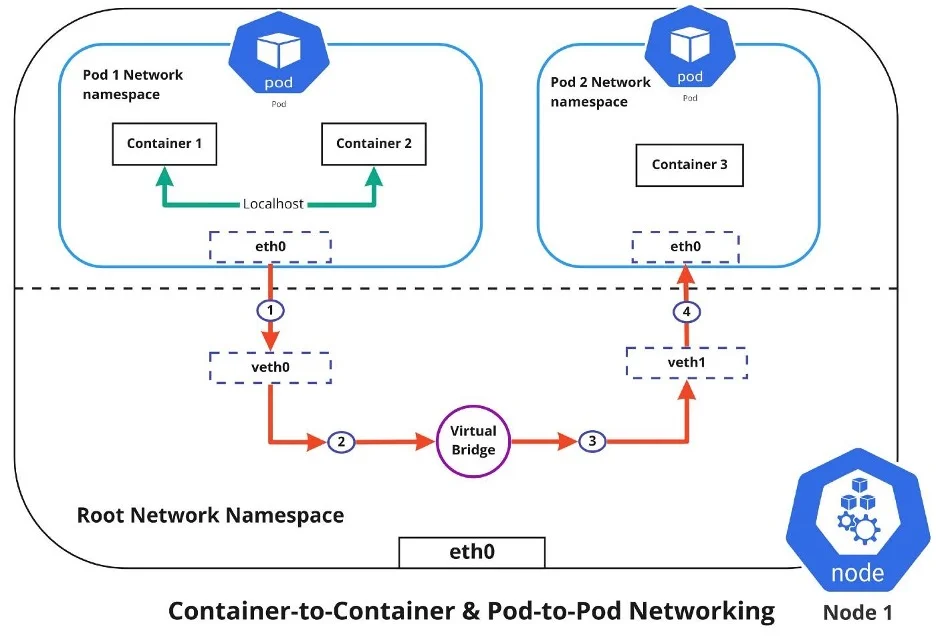 pod
Pod
Pod 1 Network
namespace
Container 1
Container 2
Localhost
eth0
pod
Pod
Pod 2 Network
namespace
Container 3
eth0
1
4
veth0
veth1
2
Virtual
Bridge
3
Root Network Namespace
eth0
node
Container-to-Container & Pod-to-Pod Networking
Node 1